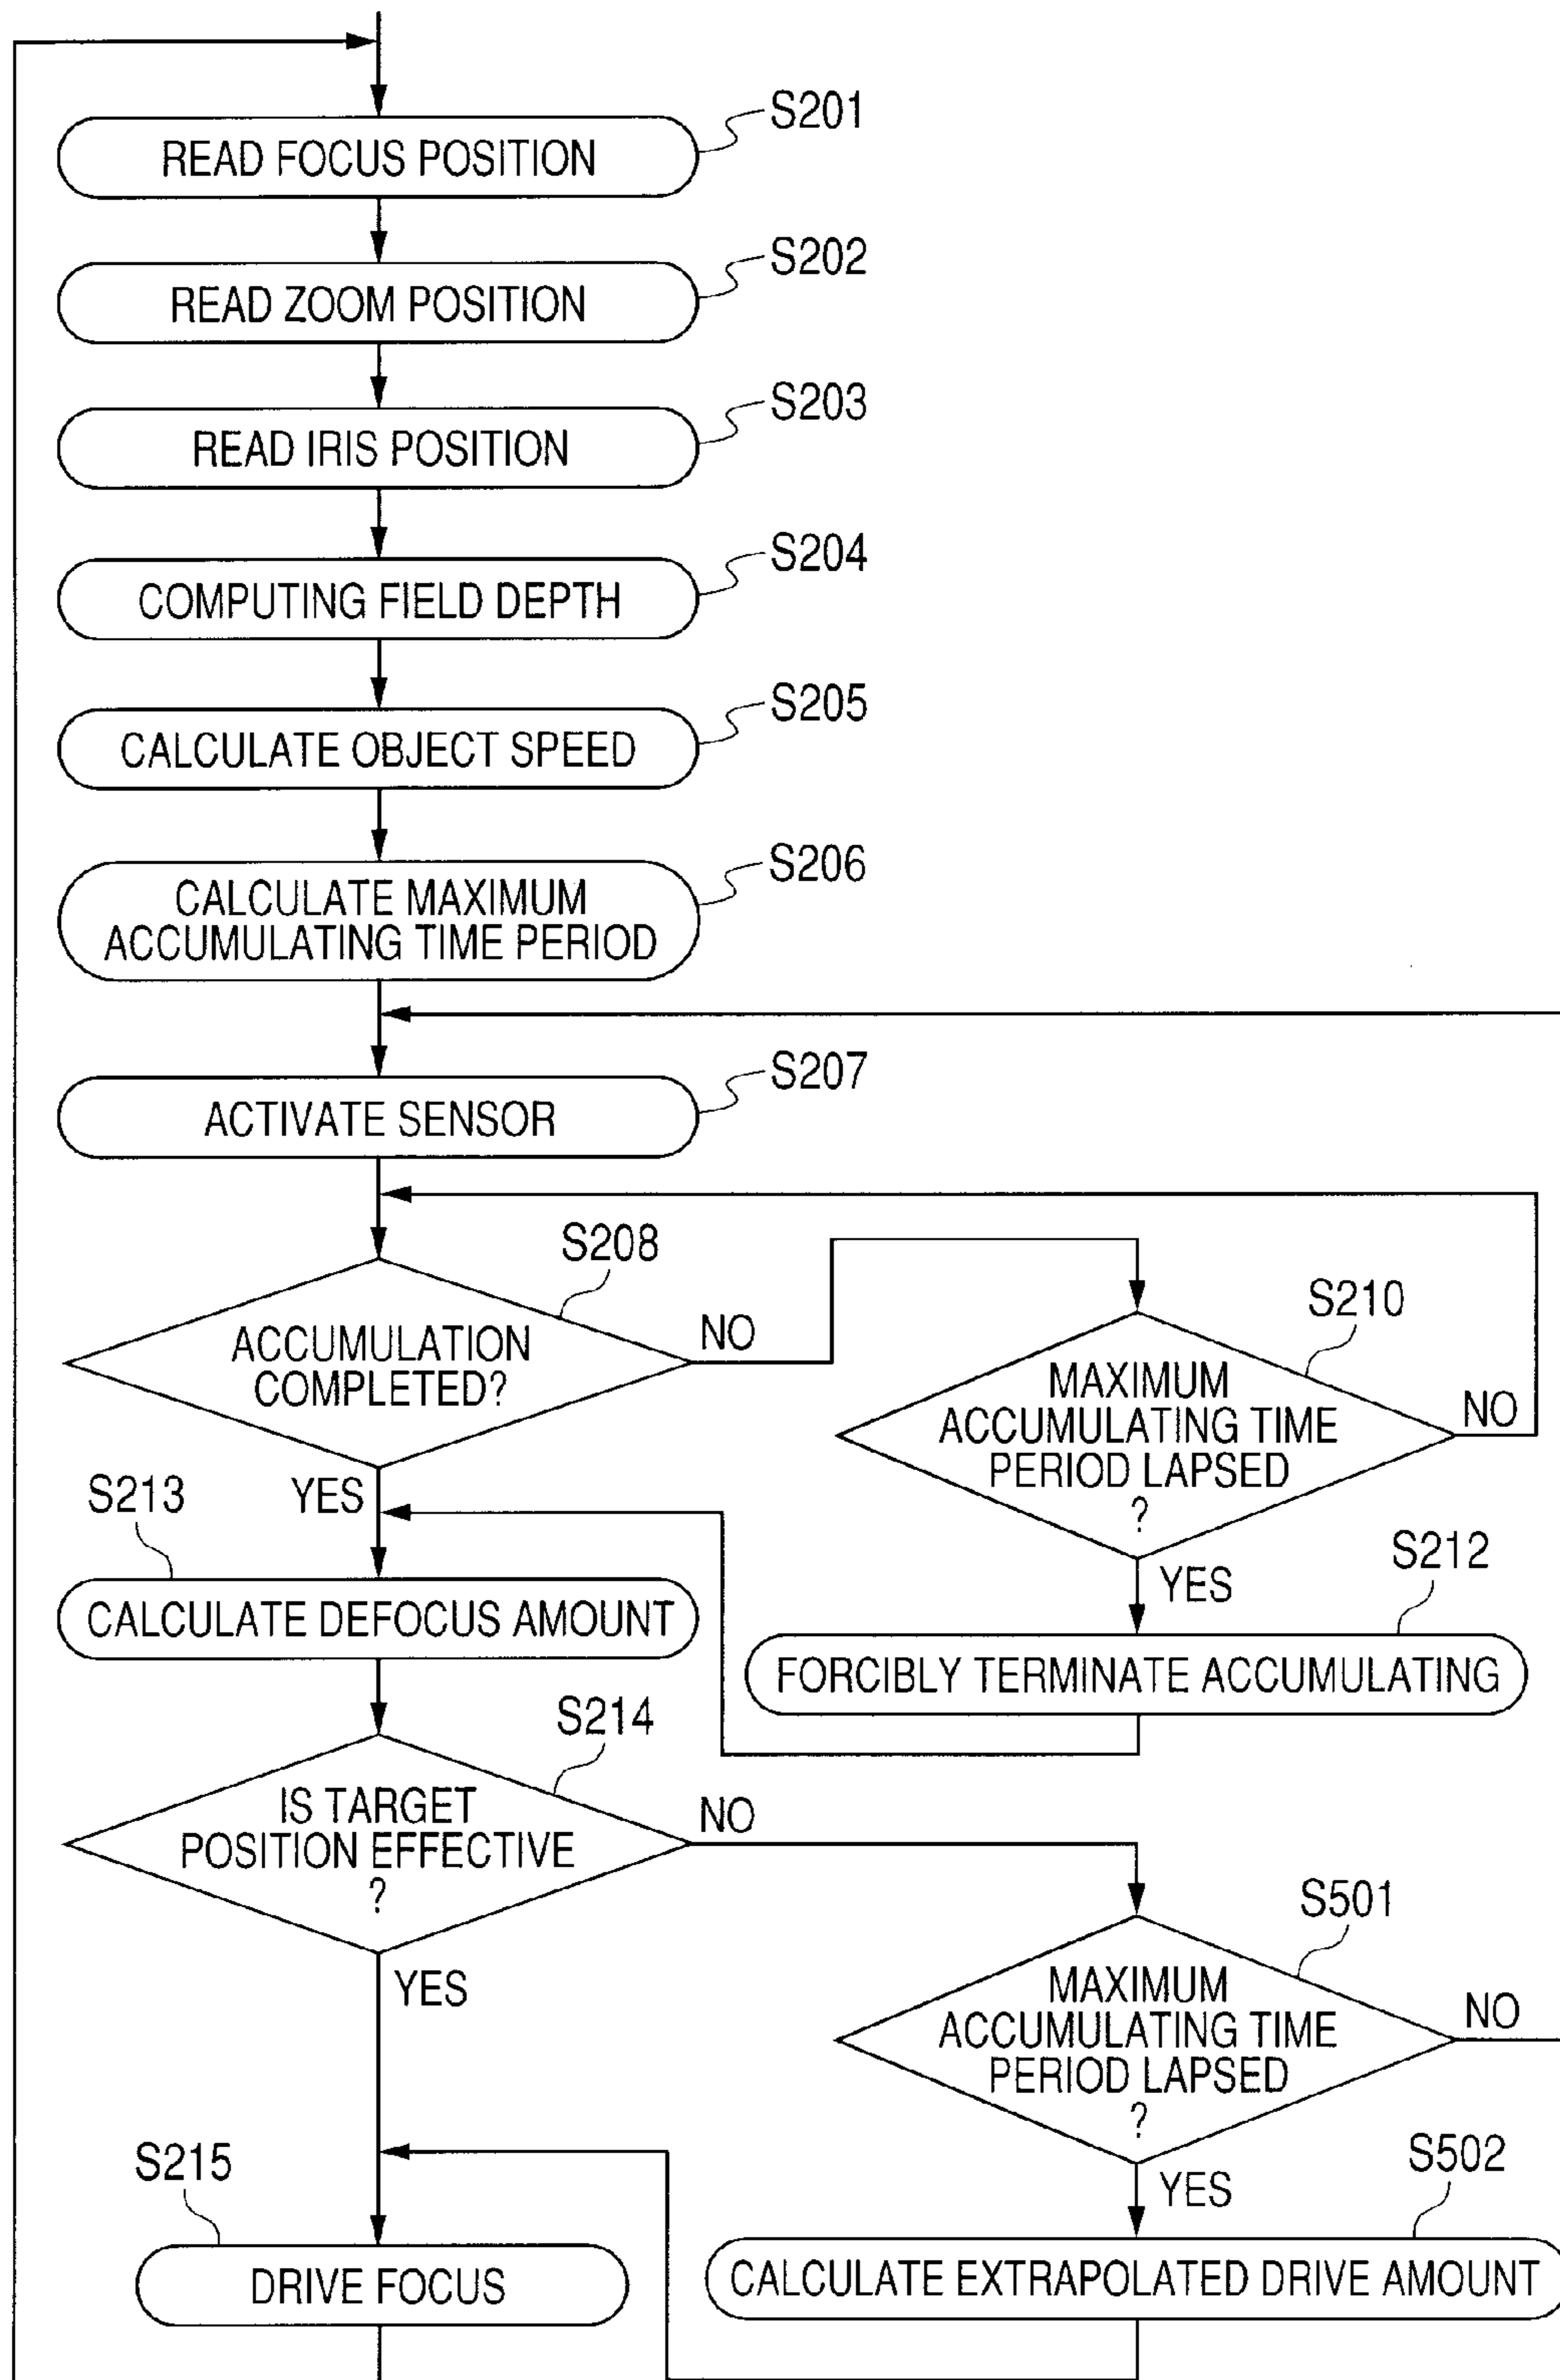 S201
READ FOCUS POSITION
S202
READ ZOOM POSITION
S203
READ IRIS POSITION
S204
COMPUTING FIELD DEPTH
S205
CALCULATE OBJECT SPEED
S206
CALCULATE MAXIMUM
ACCUMULATING TIME PERIOD
S207
ACTIVATE SENSOR
S208
ACCUMULATION
COMPLETED?
NO
YES
S210
MAXIMUM
ACCUMULATING TIME
PERIOD LAPSED
?
NO
YES
S212
FORCIBLY TERMINATE ACCUMULATING
S213
CALCULATE DEFOCUS AMOUNT
S214
IS TARGET
POSITION EFFECTIVE
?
NO
YES
S501
MAXIMUM
ACCUMULATING TIME
PERIOD LAPSED
?
NO
YES
S502
CALCULATE EXTRAPOLATED DRIVE AMOUNT
S215
DRIVE FOCUS